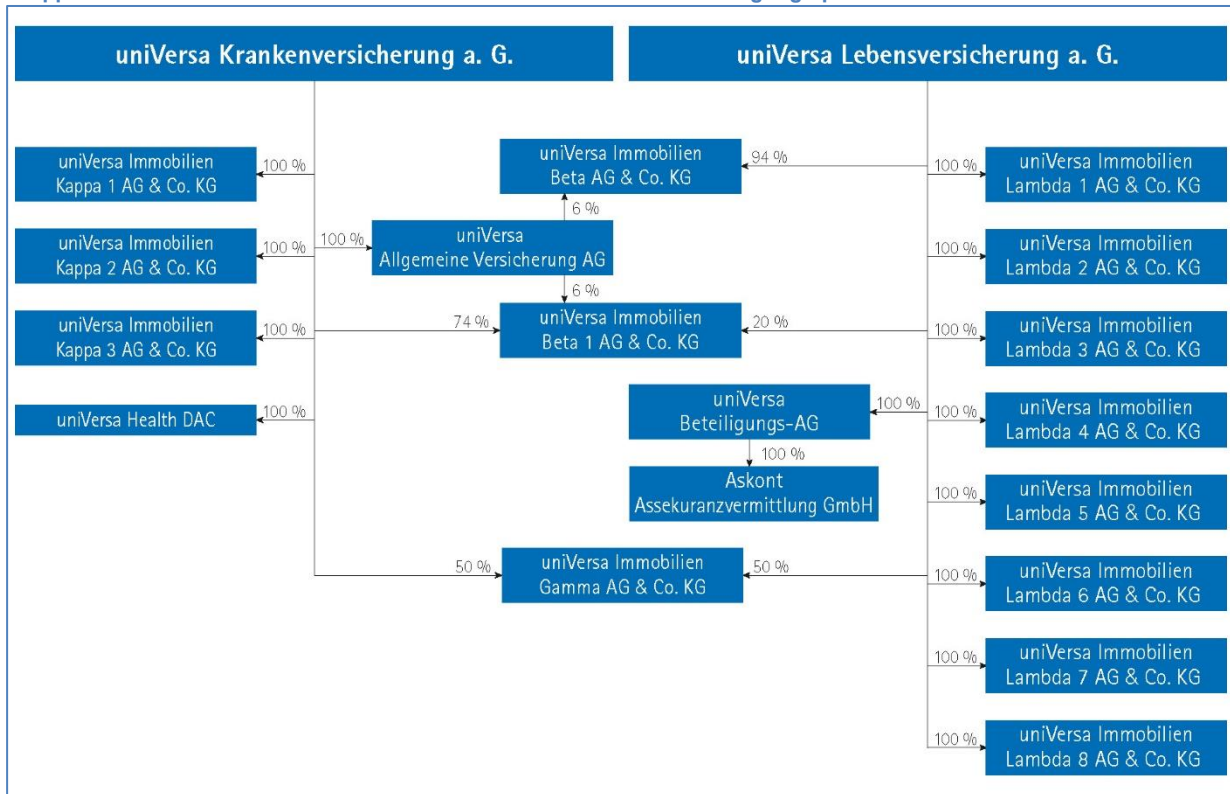 uniVersa Krankenversicherung a. G.
uniVersa Lebensversicherung a. G.
uniVersa Immobilien
Kappa 1 AG & Co. KG
100 %
uniVersa Immobilien
Beta AG & Co. KG
94 %
100 %
uniVersa Immobilien
Lambda 1 AG & Co. KG
6 %
uniVersa Immobilien
Kappa 2 AG & Co. KG
100 %
100 %
uniVersa
Allgemeine Versicherung AG
100 %
uniVersa Immobilien
Lambda 2 AG & Co. KG
6 %
uniVersa Immobilien
Kappa 3 AG & Co. KG
100 %
74 %
uniVersa Immobilien
Beta 1 AG & Co. KG
20 %
100 %
uniVersa Immobilien
Lambda 3 AG & Co. KG
uniVersa Health DAC
100 %
uniVersa
Beteiligungs-AG
100 %
100 %
uniVersa Immobilien
Lambda 4 AG & Co. KG
100 %
Askont
Assekuranzvermittlung GmbH
100 %
uniVersa Immobilien
Lambda 5 AG & Co. KG
50 %
uniVersa Immobilien
Gamma AG & Co. KG
50 %
100 %
uniVersa Immobilien
Lambda 6 AG & Co. KG
100 %
uniVersa Immobilien
Lambda 7 AG & Co. KG
100 %
uniVersa Immobilien
Lambda 8 AG & Co. KG